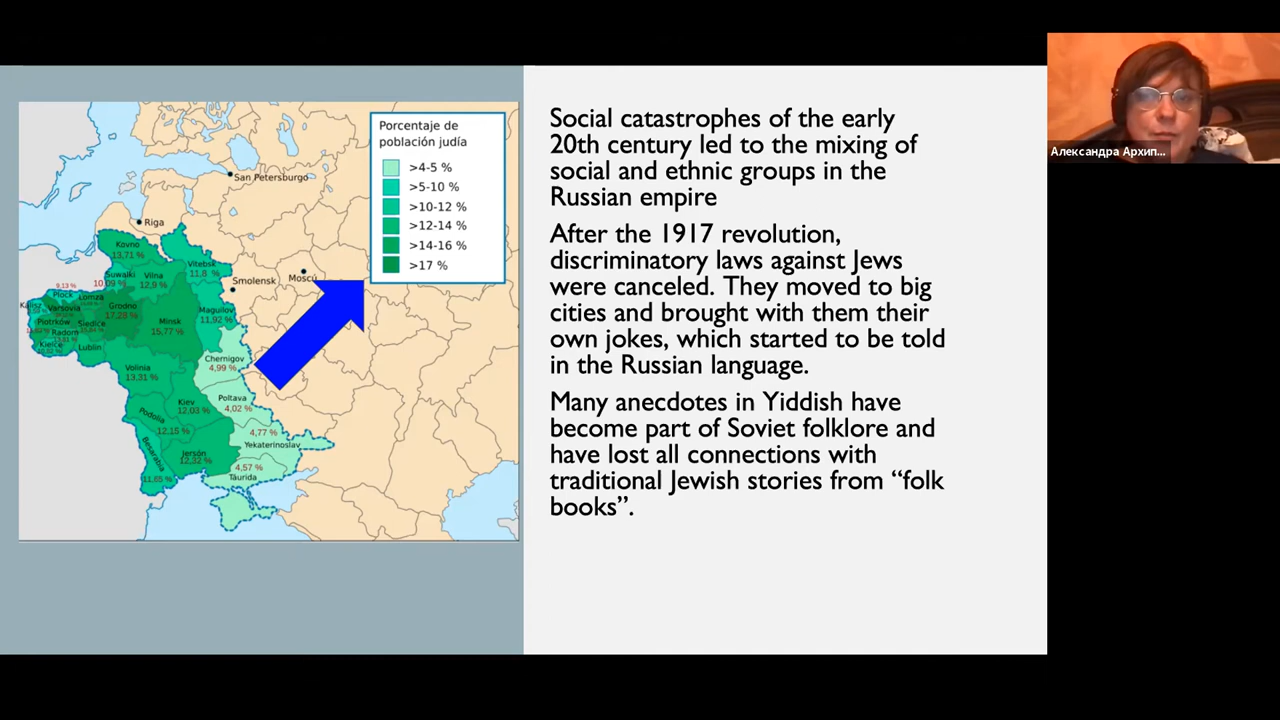 Porcentaje de
población judía
>4-5 %
>5-10 %
>10-12 %
>12-14 %
>14-16 %
>17 %
San Petersburgo
Riga
Moscú
Smolensk
Kovno
13,71 %
Vitebsk
11,8 %
Suwałki
10,09 %
Vilna
12,9 %
9,13 %
Płock
Łomza
Kalisz
Varsovia
Grodno
17,28 %
Maguilov
11,92 %
Piotrków
Siedlce
Minsk
15,77 %
Radom
Kielce
Lublin
Chernigov
4,99 %
Volinia
13,31 %
Poltava
4,02 %
Kiev
12,03 %
Podolia
12,15 %
4,77 %
Yekaterinoslav
Besarabia
11,65 %
Jersón
12,32 %
4,57 %
Táurida
Social catastrophes of the early
20th century led to the mixing of
social and ethnic groups in the
Russian empire
After the 1917 revolution,
discriminatory laws against Jews
were canceled. They moved to big
cities and brought with them their
own jokes, which started to be told
in the Russian language.
Many anecdotes in Yiddish have
become part of Soviet folklore and
have lost all connections with
traditional Jewish stories from “folk
books”.
Александра Архип...